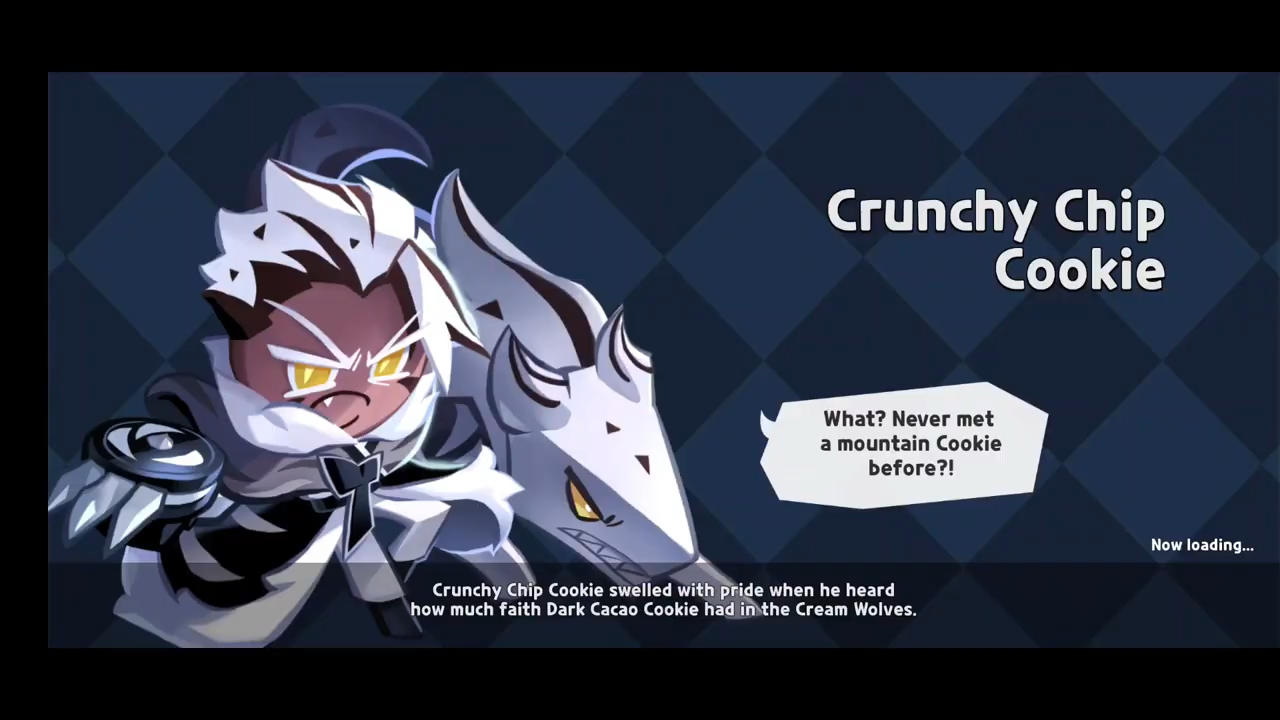 Crunchy Chip
Cookie
What? Never met
a mountain Cookie
before?!
Now loading...
Crunchy Chip Cookie swelled with pride when he heard
how much faith Dark Cacao Cookie had in the Cream Wolves.